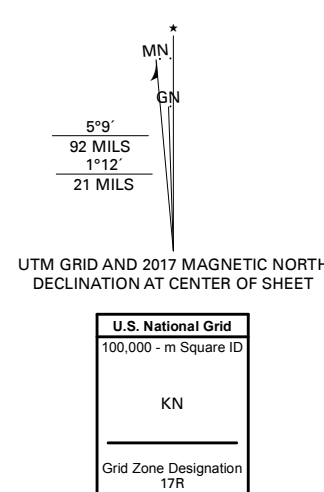 ★
MN
GN
5°9´
92 MILS
1°12´
21 MILS
UTM GRID AND 2017 MAGNETIC NORTH
DECLINATION AT CENTER OF SHEET
U.S. National Grid
100,000 - m Square ID
KN
Grid Zone Designation
17R